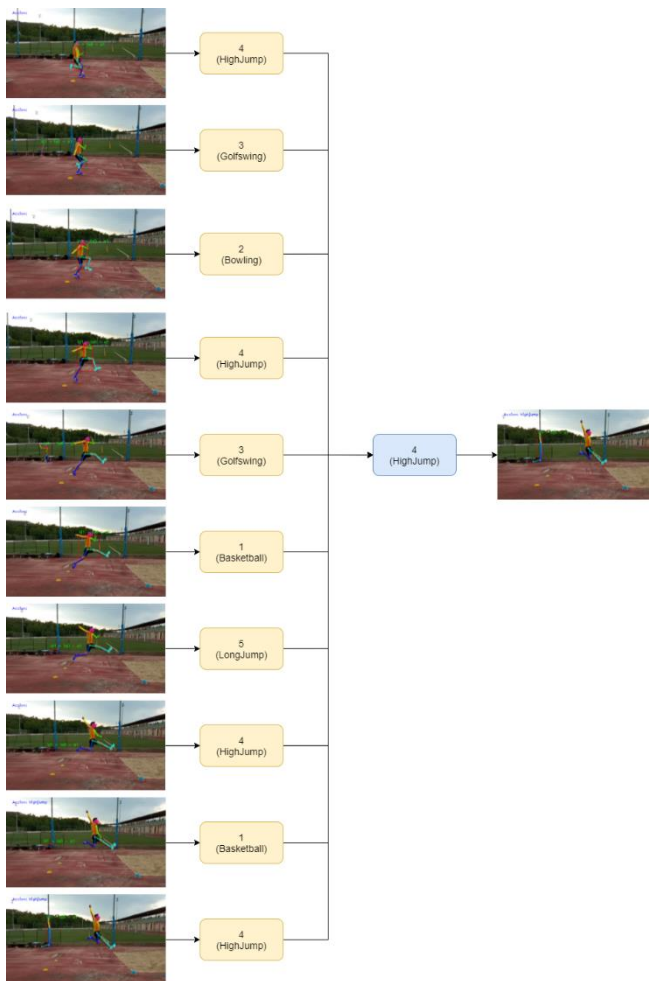 4
(HighJump)
3
(Golfswing)
2
(Bowling)
4
(HighJump)
3
(Golfswing)
4
(HighJump)
1
(Basketball)
5
(LongJump)
4
(HighJump)
1
(Basketball)
4
(HighJump)